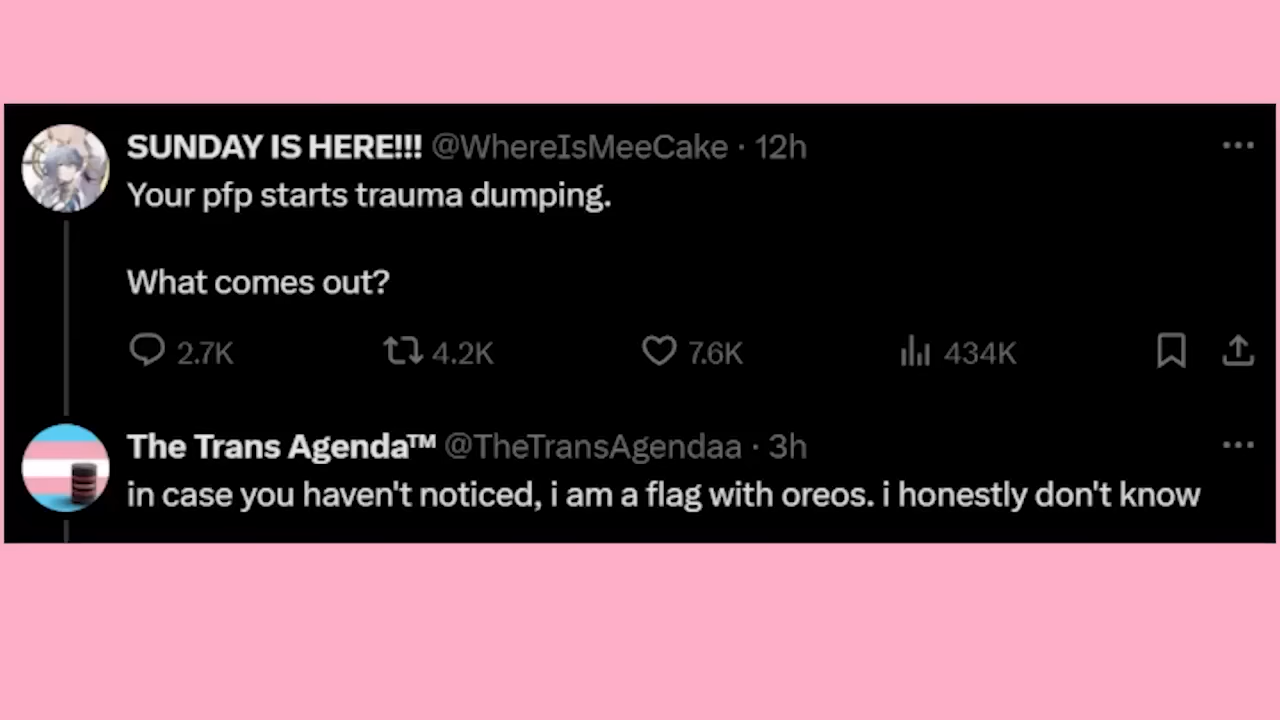 SUNDAY IS HERE!!! @WhereIsMeeCake · 12h
Your pfp starts trauma dumping.
What comes out?
2.7K 4.2K 7.6K 434K
The Trans Agenda™ @TheTransAgendaa · 3h
in case you haven't noticed, i am a flag with oreos. i honestly don't know